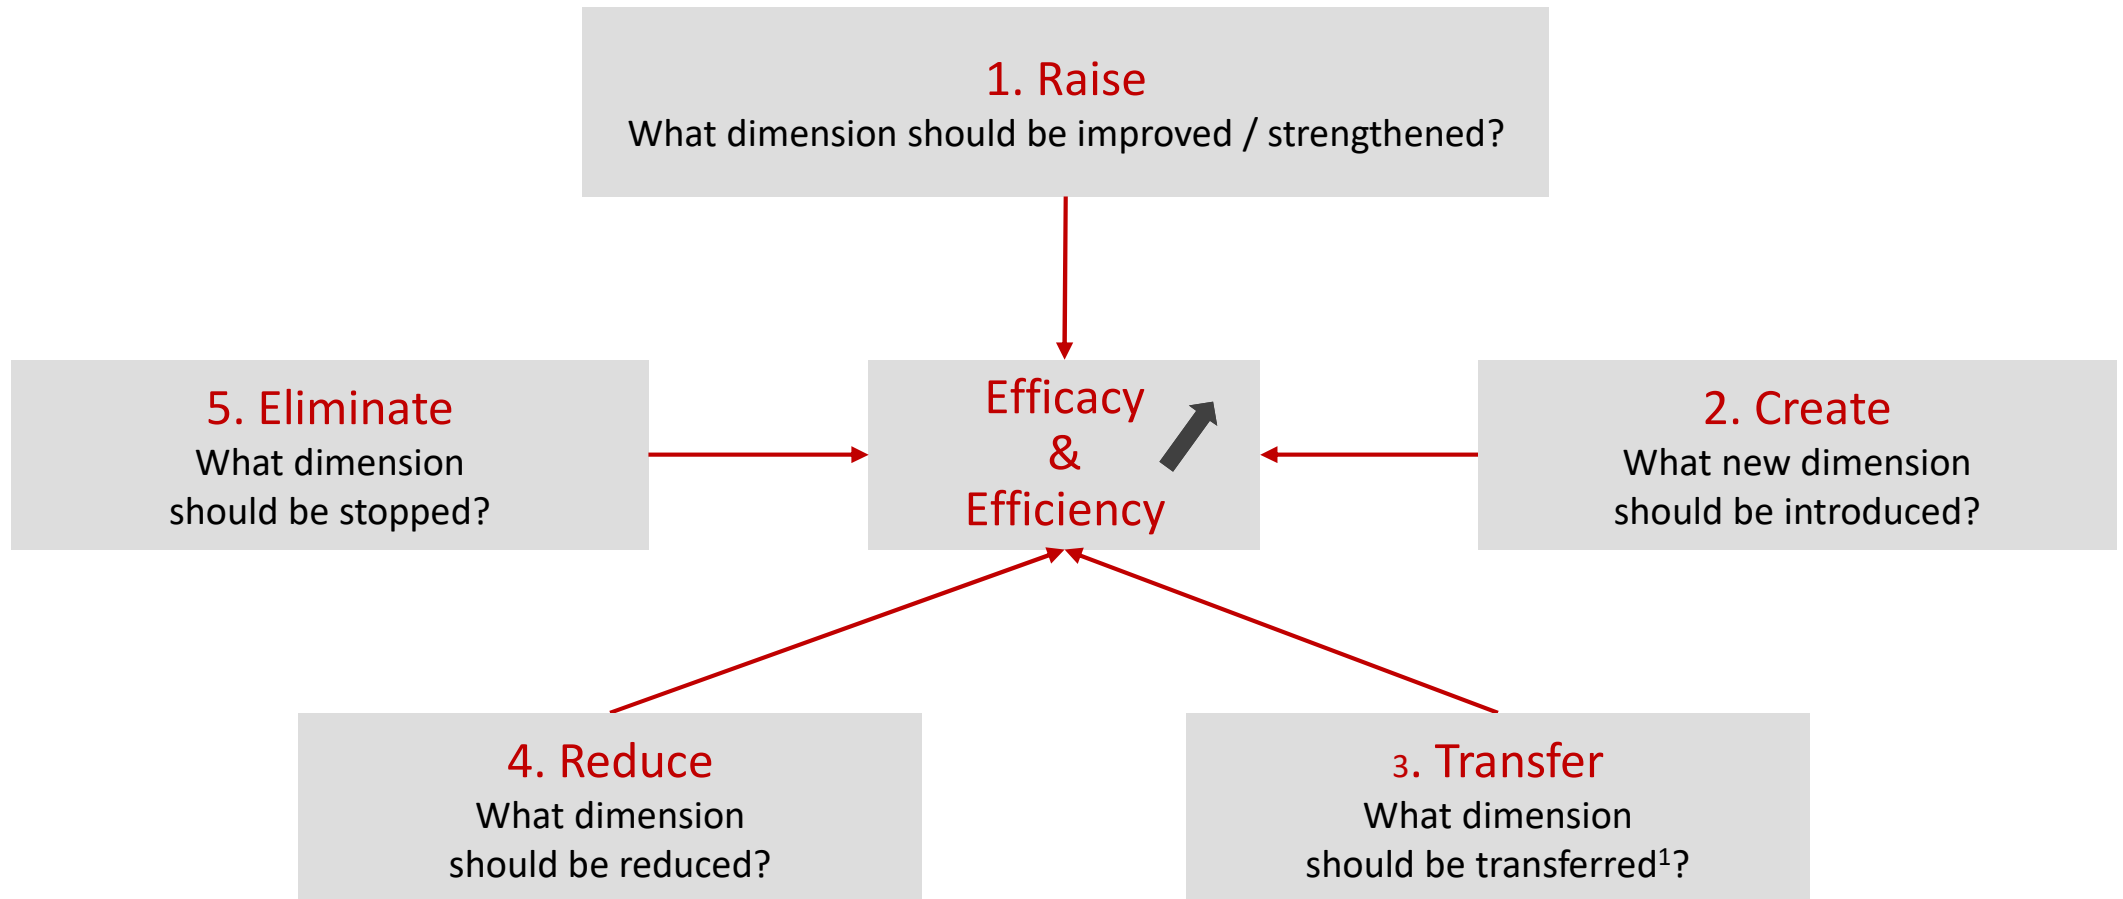 1. Raise
What dimension should be improved / strengthened?
5. Eliminate
What dimension
should be stopped?
Efficacy
&
Efficiency
2. Create
What new dimension
should be introduced?
4. Reduce
What dimension
should be reduced?
3. Transfer
What dimension
should be transferred¹?